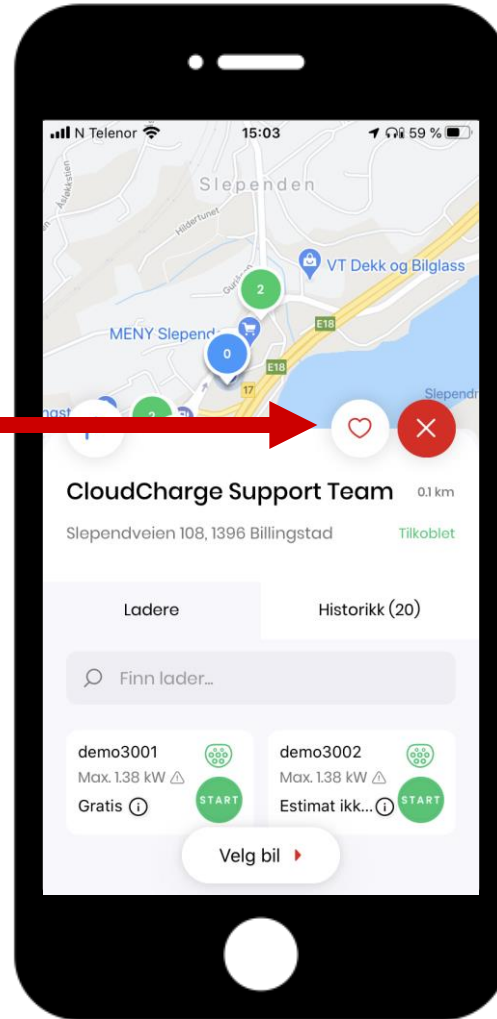 N Telenor 15:03 59 %
Åsløkktien
Slependen
Hildertunet
VT Dekk og Bilglass
2
E18
MENY Slepend
0
E18
17
Slependr
2
CloudCharge Support Team 0.1 km
Slependveien 108, 1396 Billingstad Tilkoblet
Ladere Historikk (20)
Finn lader...
demo3001 demo3002
Max. 1.38 kW Max. 1.38 kW
Gratis START Estimat ikk... START
Velg bil